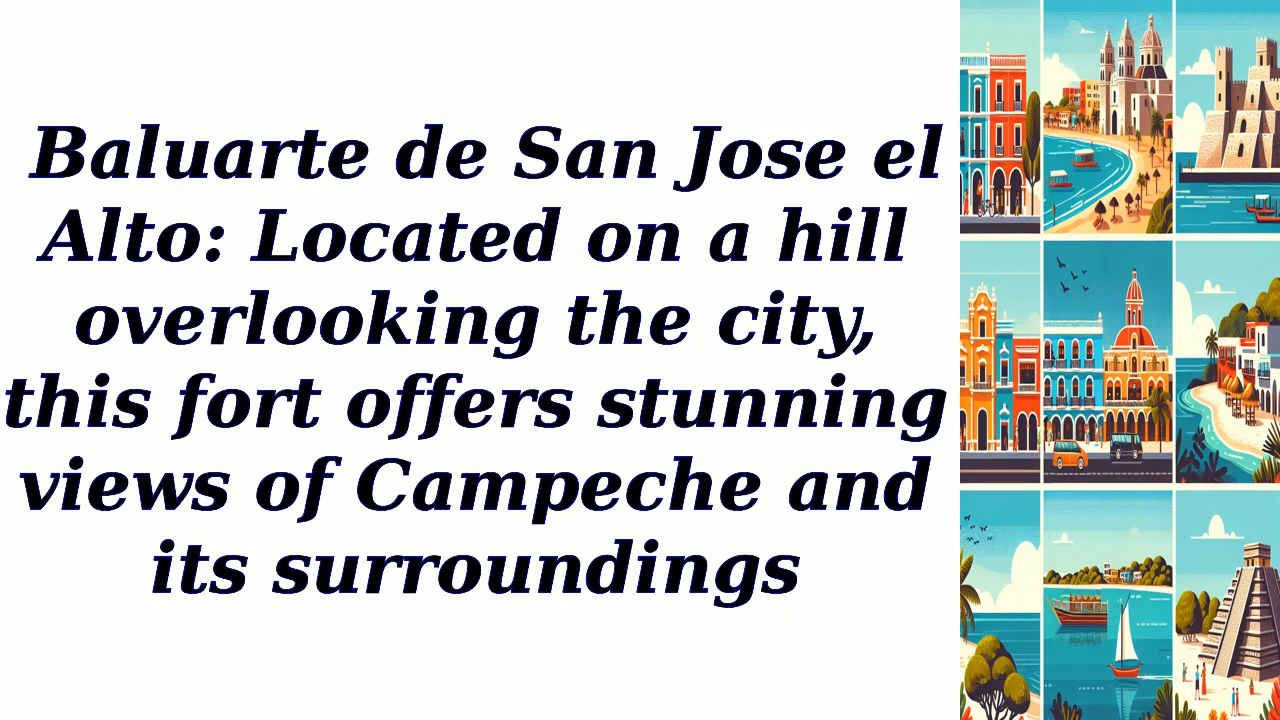 Baluarte de San Jose el
Alto: Located on a hill
overlooking the city,
this fort offers stunning
views of Campeche and
its surroundings